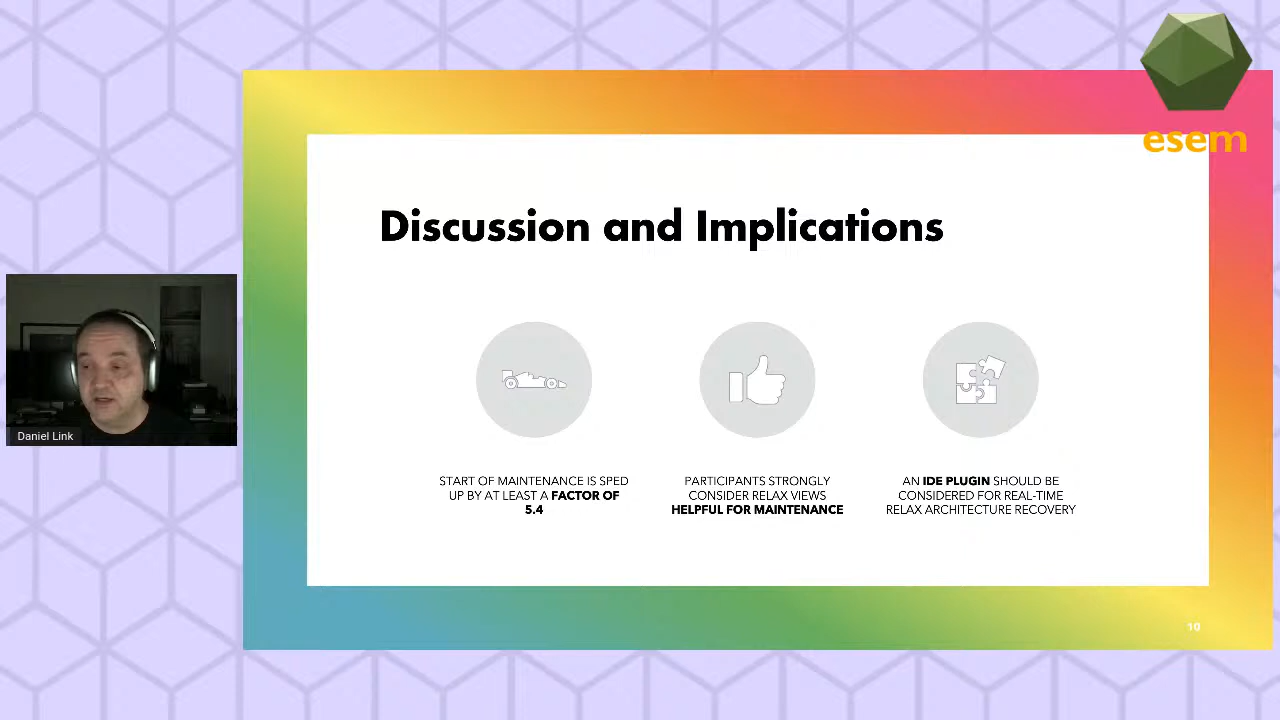 esem
Discussion and Implications
START OF MAINTENANCE IS SPED
UP BY AT LEAST A FACTOR OF
5.4
PARTICIPANTS STRONGLY
CONSIDER RELAX VIEWS
HELPFUL FOR MAINTENANCE
AN IDE PLUGIN SHOULD BE
CONSIDERED FOR REAL-TIME
RELAX ARCHITECTURE RECOVERY
Daniel Link
10